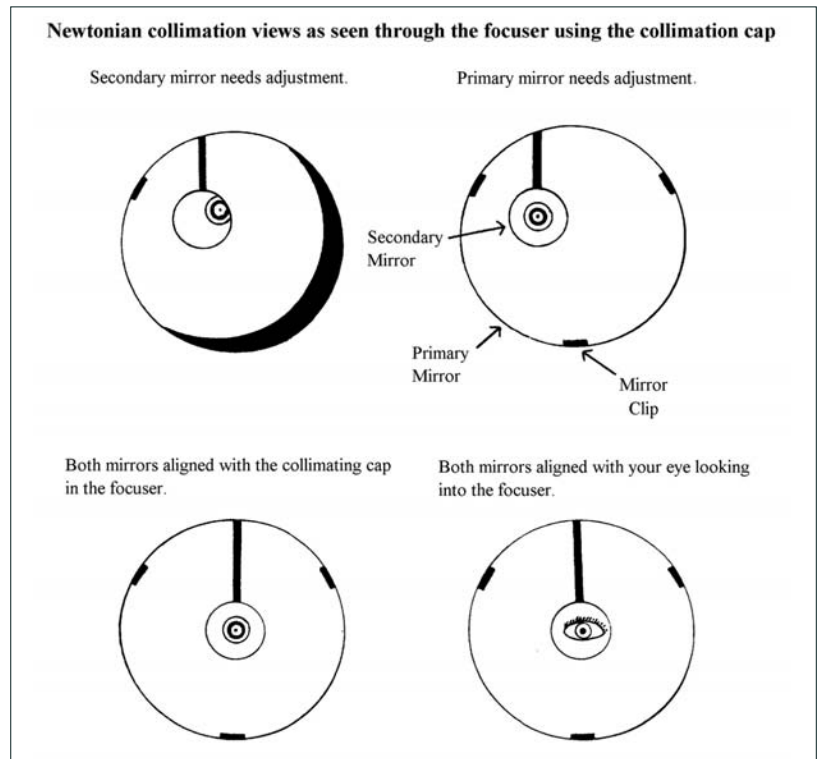 Newtonian collimation views as seen through the focuser using the collimation cap
Secondary mirror needs adjustment.
Primary mirror needs adjustment.
Secondary
Mirror
Primary
Mirror
Mirror
Clip
Both mirrors aligned with the collimating cap
in the focuser.
Both mirrors aligned with your eye looking
into the focuser.